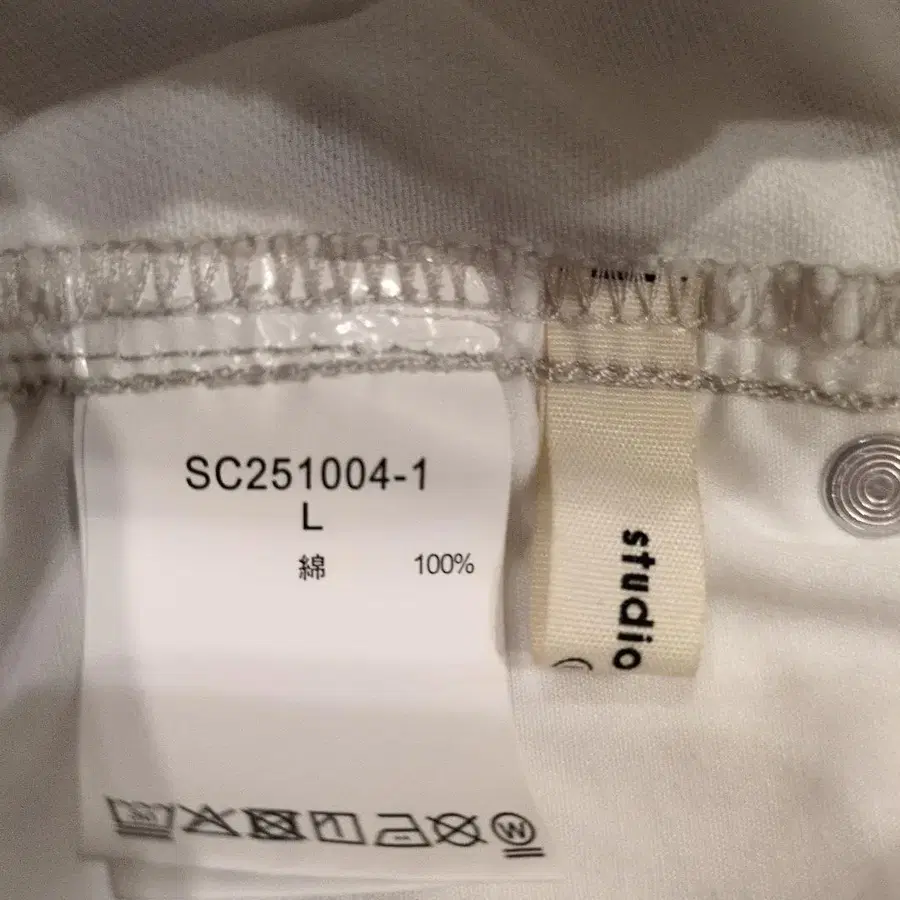 SC251004-1
L
綿 100%
studio
W